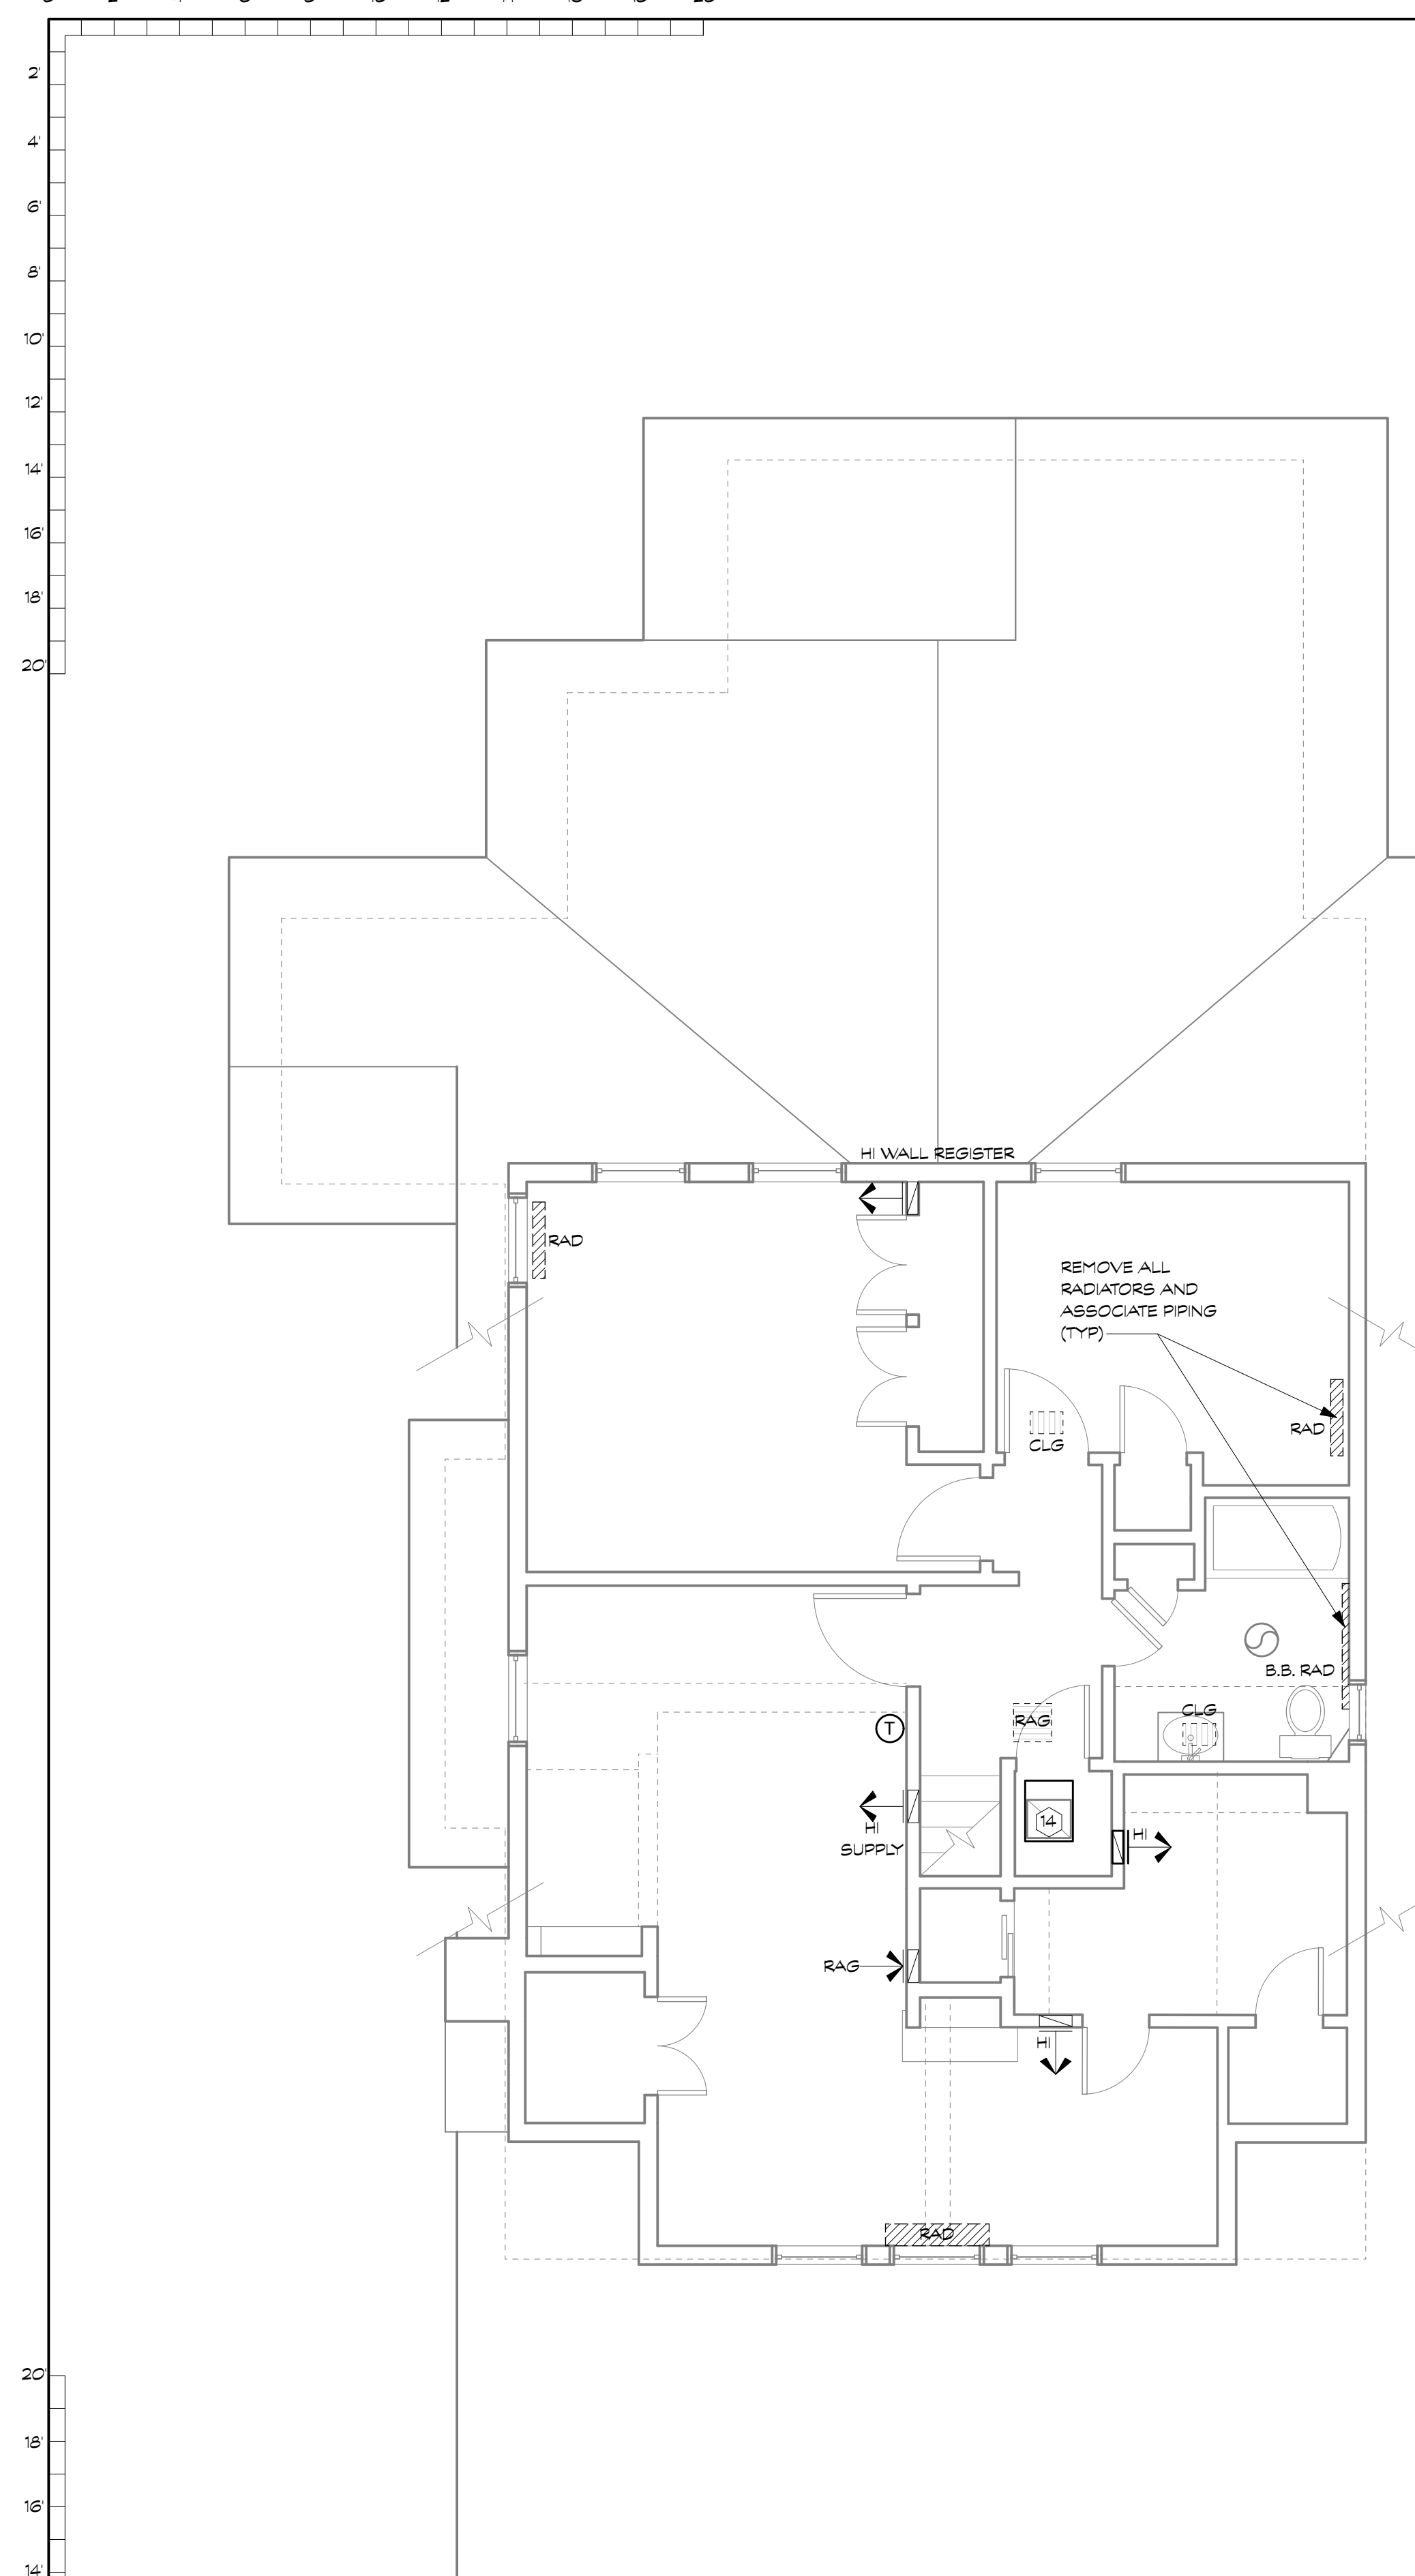 2'
4'
6'
8'
10'
12'
14'
16'
18'
20'
HI WALL REGISTER
RAD
REMOVE ALL
RADIATORS AND
ASSOCIATE PIPING
(TYP)
RAD
CLG
B.B. RAD
CLG
RAG
T
14
HI
SUPPLY
HI
RAG
HI
RAD
20'
18'
16'
14'